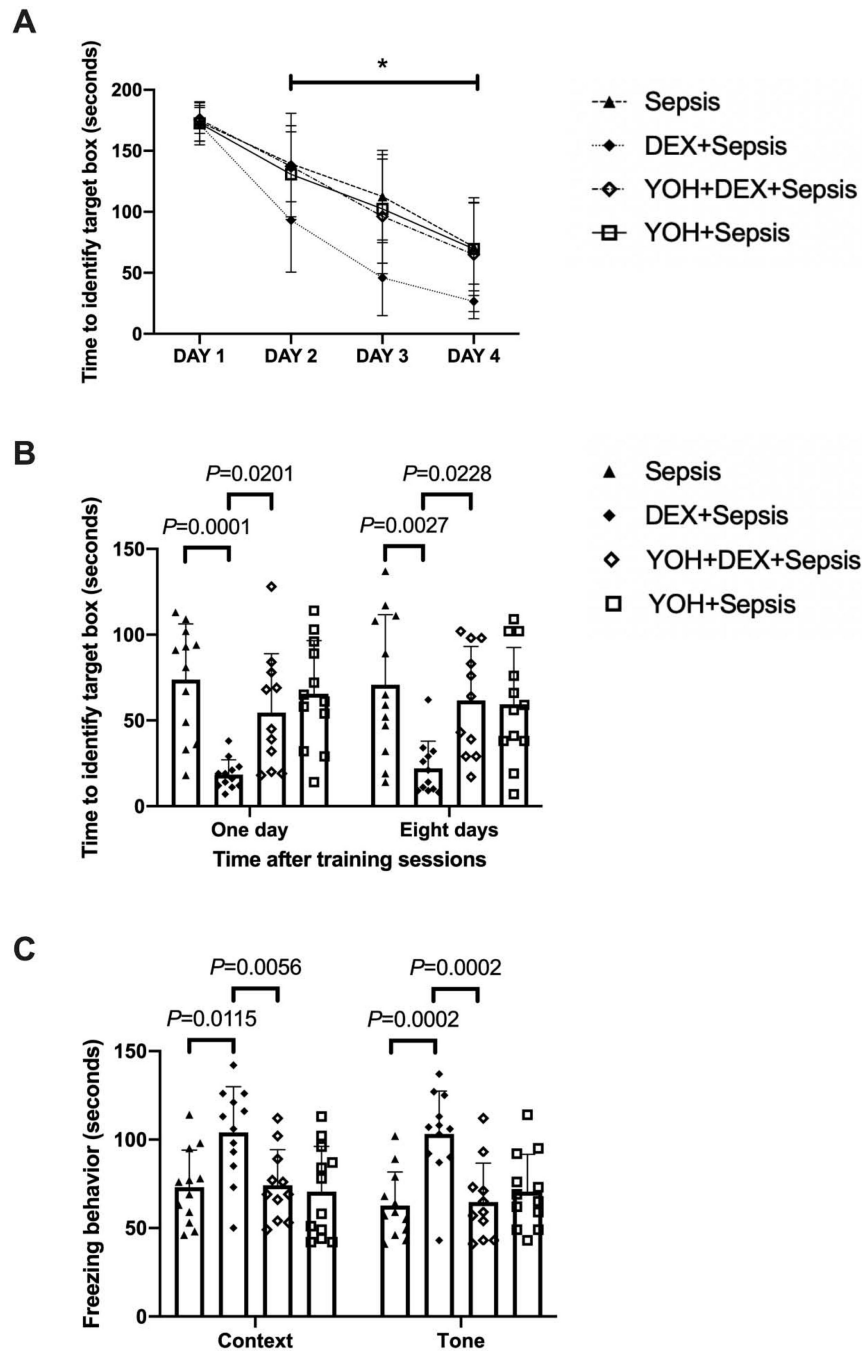 A
Time to identify target box (seconds)
200
150
100
50
0
*
DAY 1
DAY 2
DAY 3
DAY 4
Sepsis
DEX+Sepsis
YOH+DEX+Sepsis
YOH+Sepsis
B
Time to identify target box (seconds)
P=0.0201
P=0.0228
P=0.0001
P=0.0027
150
100
50
0
One day
Eight days
Time after training sessions
Sepsis
DEX+Sepsis
YOH+DEX+Sepsis
YOH+Sepsis
C
Freezing behavior (seconds)
P=0.0056
P=0.0002
P=0.0115
P=0.0002
150
100
50
0
Context
Tone